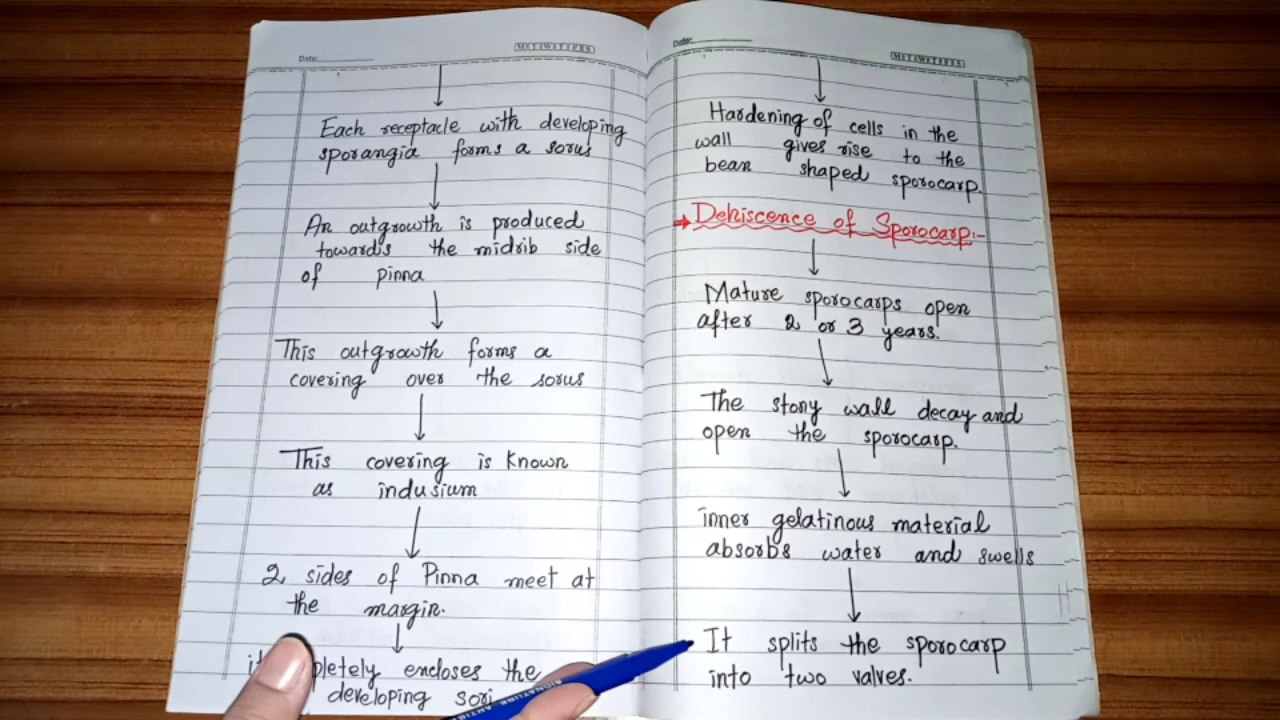 Date:
M T W T F S S
Each receptacle with developing
sporangia forms a sorus
An outgrowth is produced
towards the midrib side
of pinna
This outgrowth forms a
covering over the sorus
This covering is known
as indusium
2 sides of Pinna meet at
the margin.
encloses the
developing sori
Date:
M T W T F S S
Hardening of cells in the
wall gives rise to the
bean shaped sporocarp.
→ Dehiscence of Sporocarp:-
Mature sporocarps open
after 2 or 3 years.
The stony wall decay and
open the sporocarp.
inner gelatinous material
absorbs water and swells
It splits the sporocarp
into two valves.